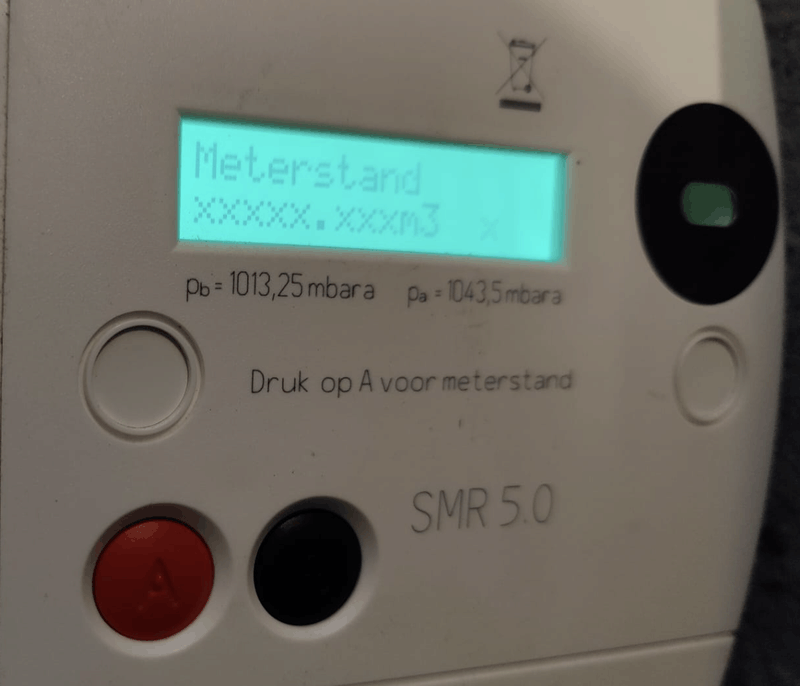 Meterstand
xxxxx.xxxm3 x
pb = 1013,25 mbara pa = 1043,5 mbara
Druk op A voor meterstand
SMR 5.0
A